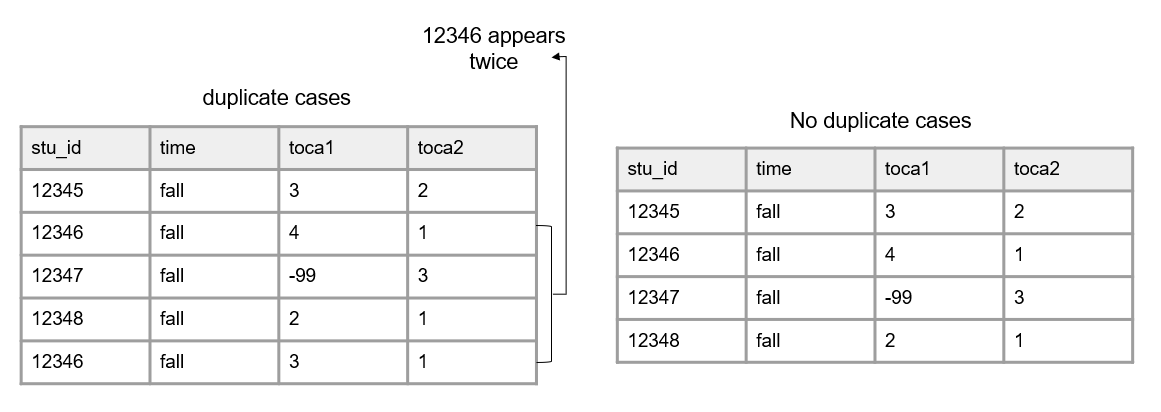 12346 appears
twice
duplicate cases
stu_id time toca1 toca2
12345 fall 3 2
12346 fall 4 1
12347 fall -99 3
12348 fall 2 1
12346 fall 3 1
No duplicate cases
stu_id time toca1 toca2
12345 fall 3 2
12346 fall 4 1
12347 fall -99 3
12348 fall 2 1